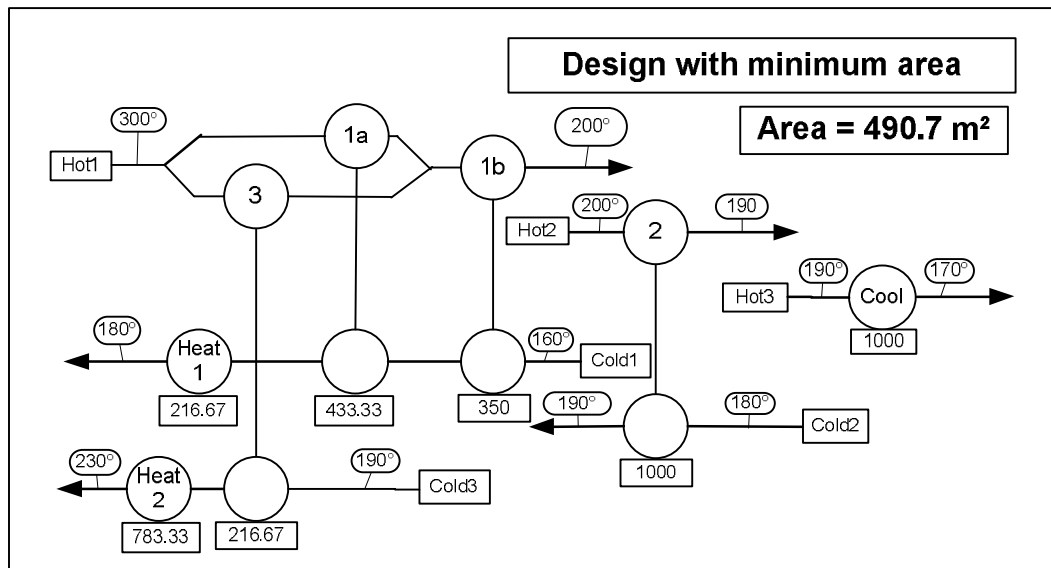 Design with minimum area
Area = 490.7 m²
300°
1a
200°
Hot1
1b
3
200°
190
Hot2
2
190°
170°
Hot3
Cool
1000
180°
Heat
1
160°
Cold1
216.67
433.33
350
190°
180°
Cold2
1000
230°
Heat
2
190°
Cold3
783.33
216.67